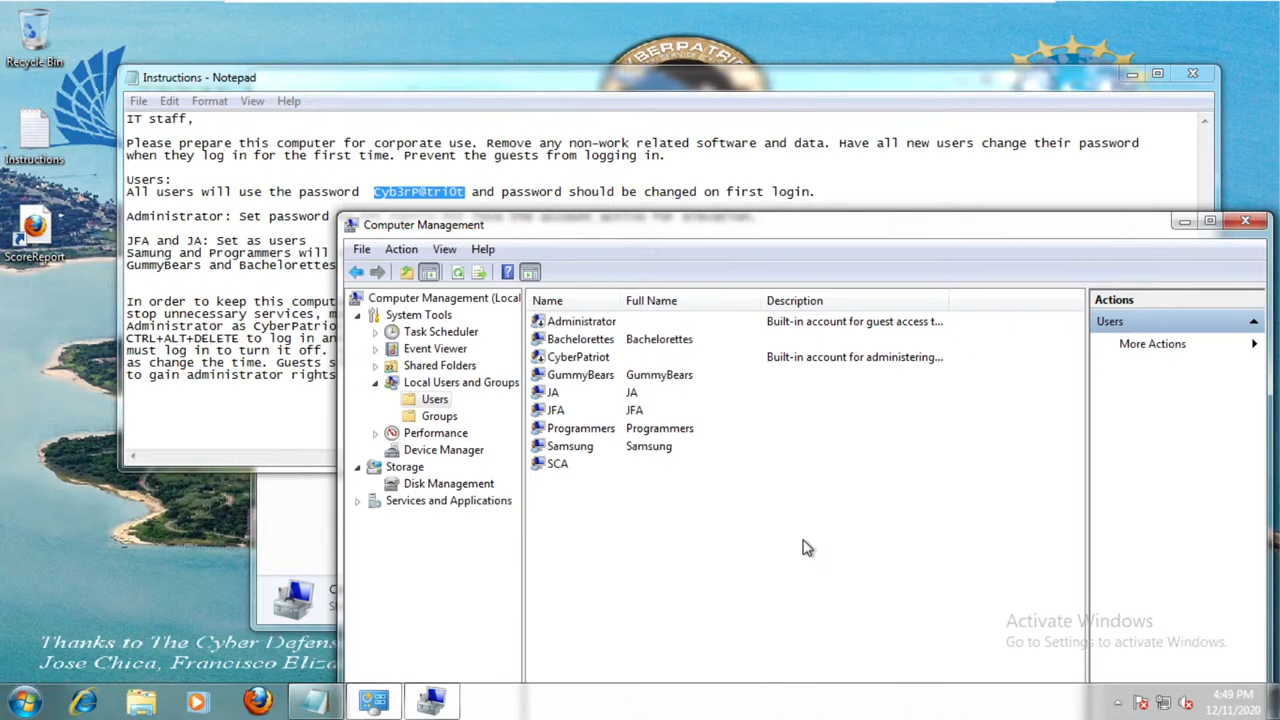 Recycle Bin
Instructions
ScoreReport
CYBERPATRI
Instructions - Notepad
File Edit Format View Help
IT staff,
Please prepare this computer for corporate use. Remove any non-work related software and data. Have all new users change their password
when they log in for the first time. Prevent the guests from logging in.
Users:
All users will use the password Cyb3rP@tri0t and password should be changed on first login.
Administrator: Set password
JFA and JA: Set as users
Samung and Programmers will
GummyBears and Bachelorettes
In order to keep this comput
stop unnecessary services, m
Administrator as CyberPatrio
CTRL+ALT+DELETE to log in an
must log in to turn it off.
as change the time. Guests s
to gain administrator rights
Computer Management
File Action View Help
Computer Management (Local
System Tools
Task Scheduler
Event Viewer
Shared Folders
Local Users and Groups
Users
Groups
Performance
Device Manager
Storage
Disk Management
Services and Applications
Name Full Name Description
Administrator Built-in account for guest access t...
Bachelorettes Bachelorettes
CyberPatriot Built-in account for administering...
GummyBears GummyBears
JA JA
JFA JFA
Programmers Programmers
Samsung Samsung
SCA
Actions
Users
More Actions
Activate Windows
Go to Settings to activate Windows.
Thanks to The Cyber Defens
Jose Chica, Francisco Eliza
4:49 PM
12/11/2020